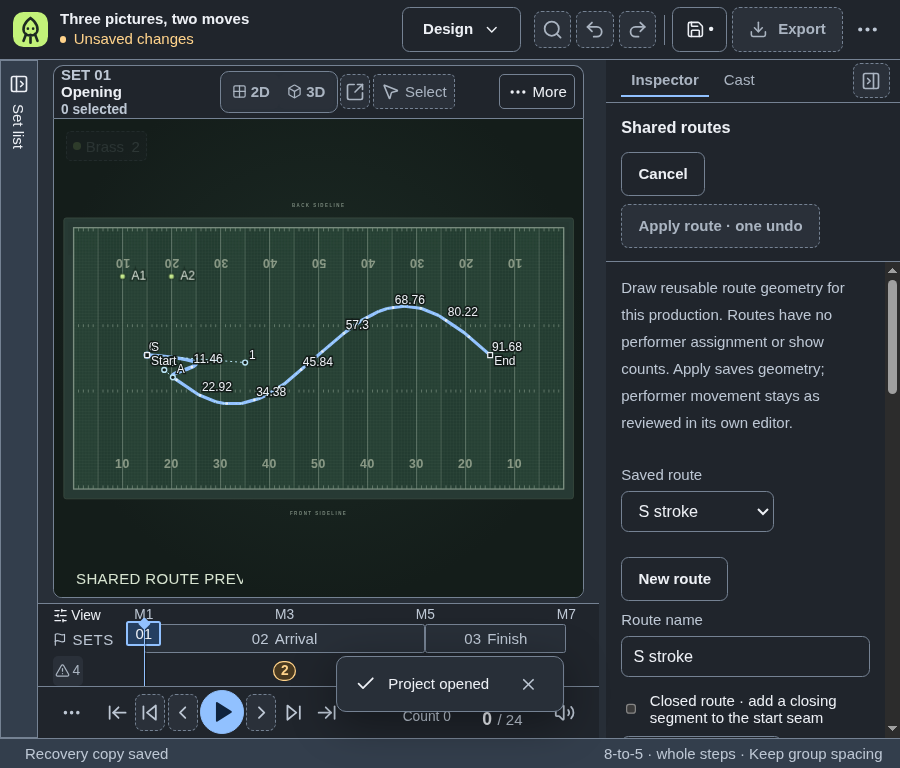 Three pictures, two moves
Unsaved changes
Design
Export
Set list
SET 01
Opening
0 selected
2D
3D
Select
More
Brass 2
BACK SIDELINE
10 20 30 40 50 40 30 20 10
A1
A2
68.76
80.22
57.3
S
Start
11.46
1
A
45.84
91.68
End
22.92
34.38
10 20 30 40 50 40 30 20 10
FRONT SIDELINE
SHARED ROUTE PREV
View
M1
M3
M5
M7
SETS
01
02 Arrival
03 Finish
4
2
Project opened
Count 0
0 / 24
Inspector
Cast
Shared routes
Cancel
Apply route · one undo
Draw reusable route geometry for
this production. Routes have no
performer assignment or show
counts. Apply saves geometry;
performer movement stays as
reviewed in its own editor.
Saved route
S stroke
New route
Route name
S stroke
Closed route · add a closing
segment to the start seam
Recovery copy saved
8-to-5 · whole steps · Keep group spacing